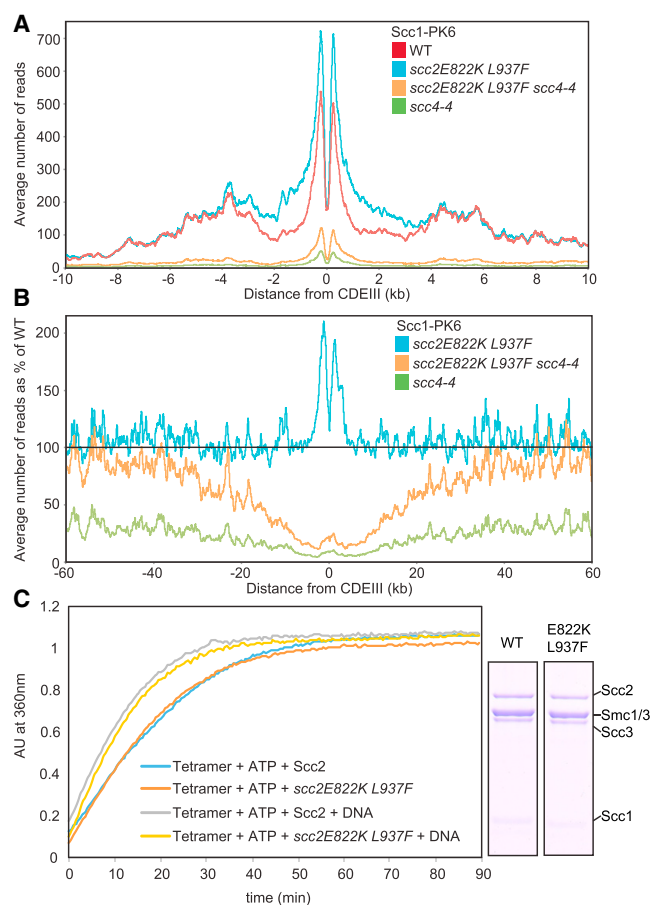 A
Average number of reads
700
600
500
400
300
200
100
0
-10 -8 -6 -4 -2 0 2 4 6 8 10
Distance from CDEIII (kb)
Scc1-PK6
WT
scc2E822K L937F
scc2E822K L937F scc4-4
scc4-4
B
Average number of reads as % of WT
200
150
100
50
0
-60 -40 -20 0 20 40 60
Distance from CDEIII (kb)
Scc1-PK6
scc2E822K L937F
scc2E822K L937F scc4-4
scc4-4
C
AU at 360nm
1.2
1
0.8
0.6
0.4
0.2
0
0 10 20 30 40 50 60 70 80 90
time (min)
Tetramer + ATP + Scc2
Tetramer + ATP + scc2E822K L937F
Tetramer + ATP + Scc2 + DNA
Tetramer + ATP + scc2E822K L937F + DNA
WT
E822K
L937F
Scc2
Smc1/3
Scc3
Scc1